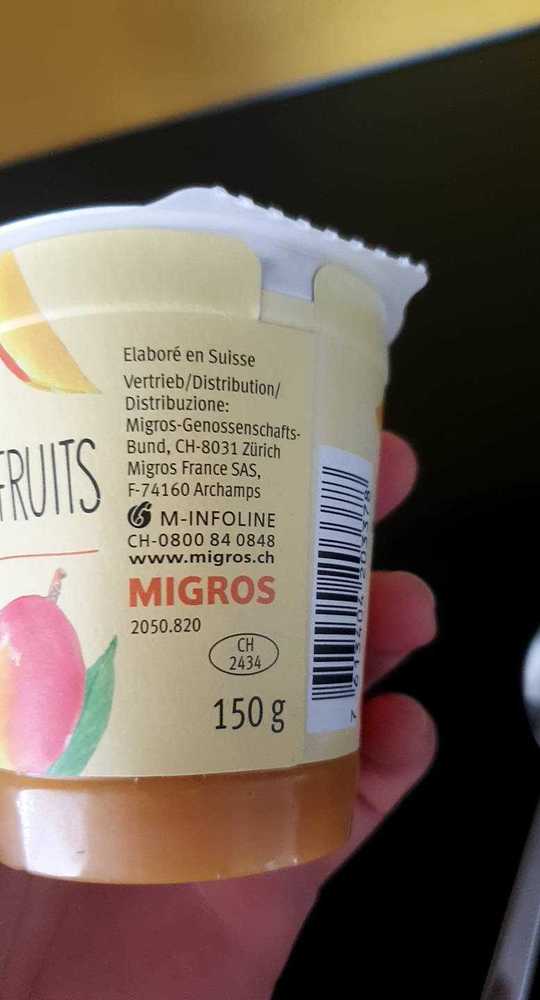 FRUITS
Elaboré en Suisse
Vertrieb/Distribution/
Distribuzione:
Migros-Genossenschafts-
Bund, CH-8031 Zürich
Migros France SAS,
F-74160 Archamps
M-INFOLINE
CH-0800 84 0848
www.migros.ch
MIGROS
2050.820
CH
2434
150 g